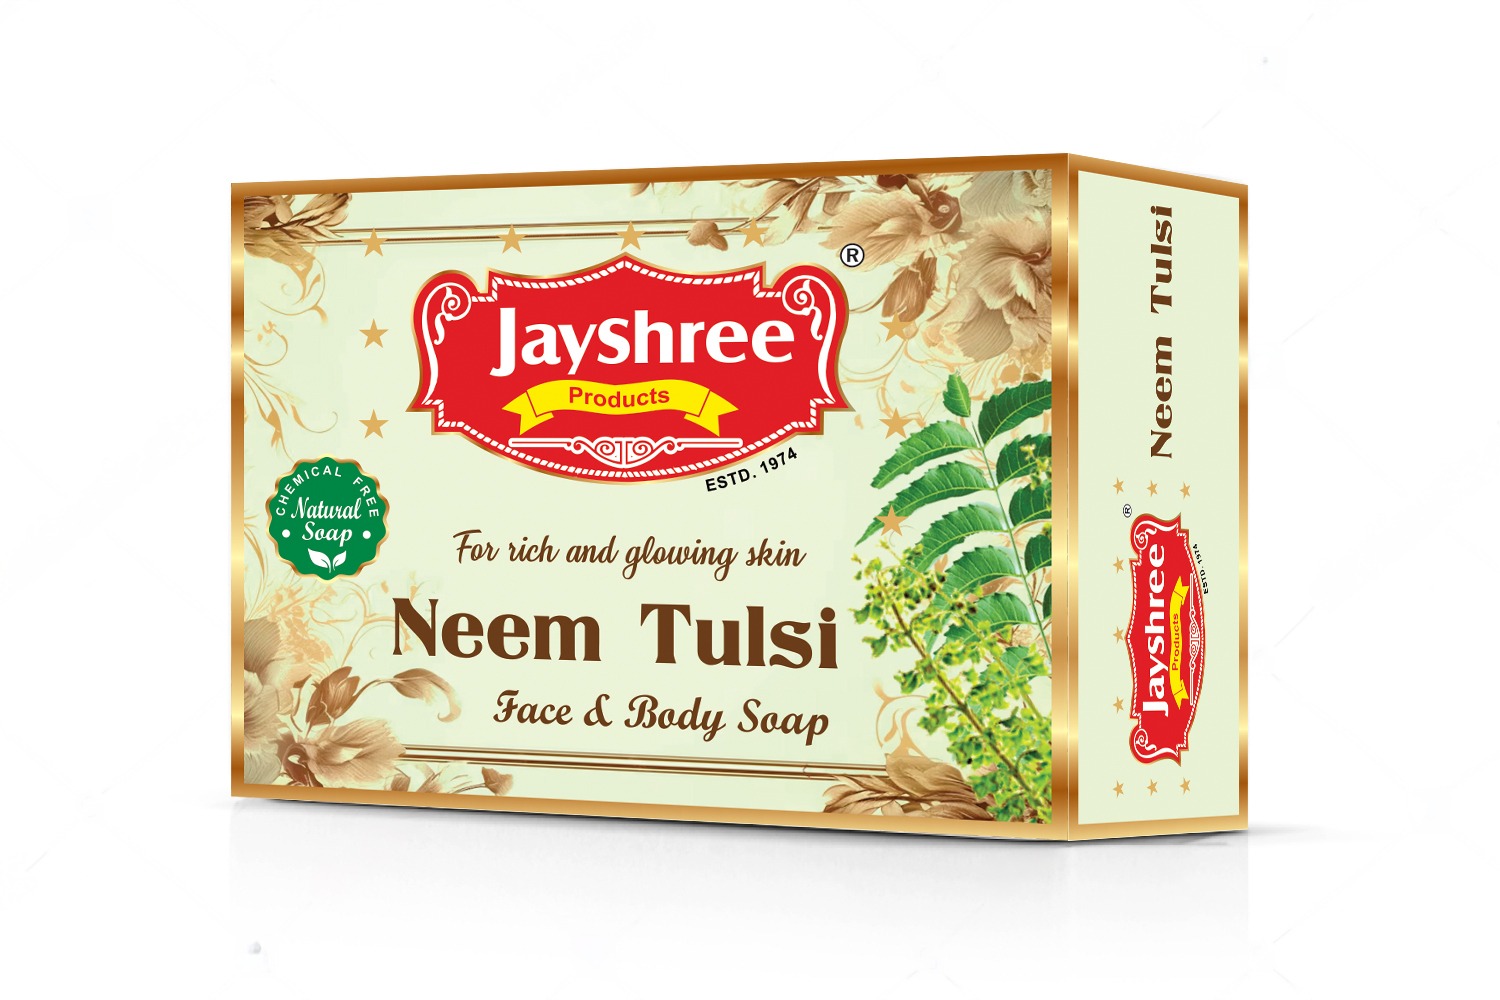 Jayshree
®
Products
ESTD. 1974
CHEMICAL FREE
Natural
Soap
For rich and glowing skin
Neem Tulsi
Face & Body Soap
Neem Tulsi
®
Jayshree
Products
ESTD. 1974